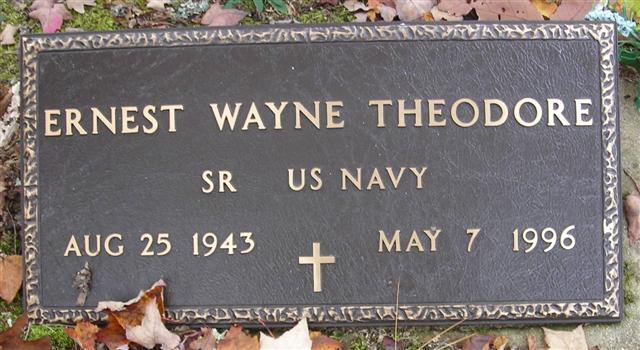 ERNEST WAYNE THEODORE
SR US NAVY
AUG 25 1943 MAY 7 1996